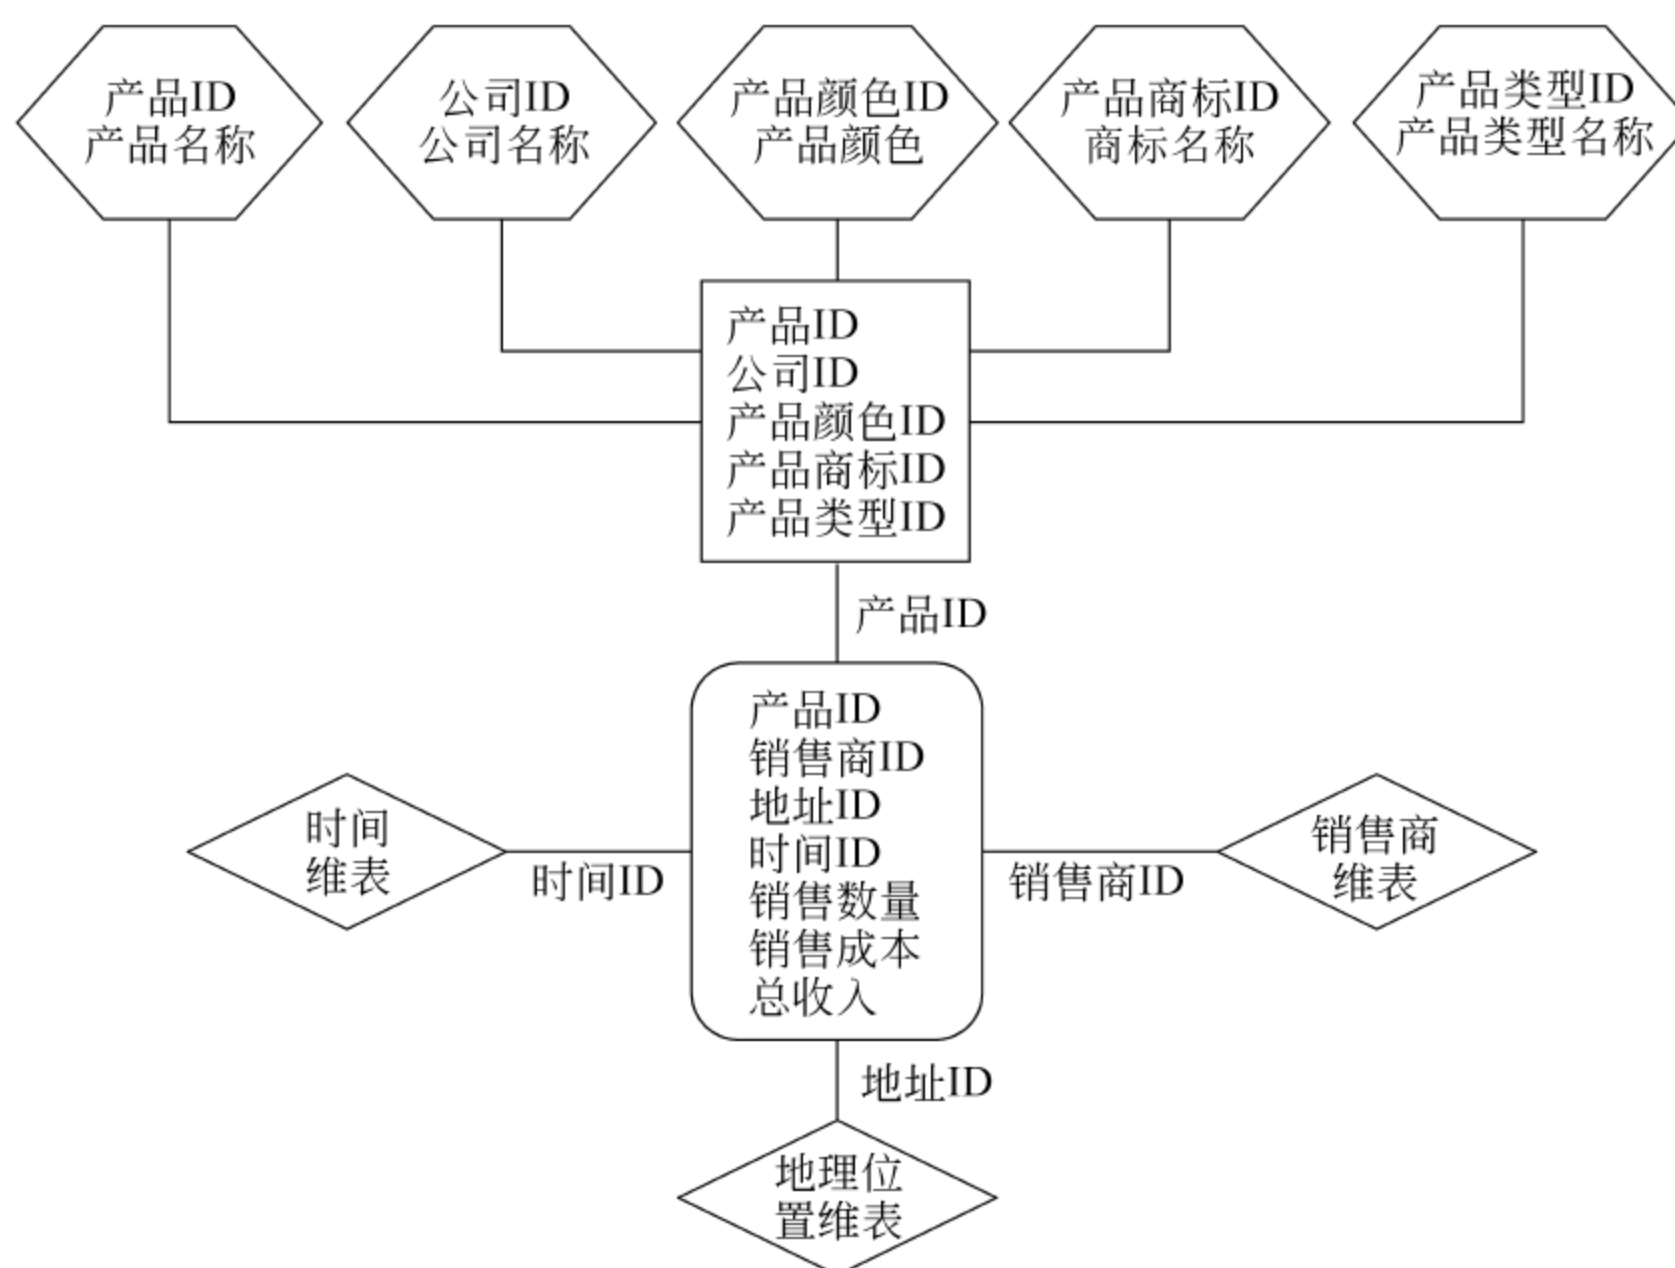 产品ID
产品名称
公司ID
公司名称
产品颜色ID
产品颜色
产品商标ID
商标名称
产品类型ID
产品类型名称
产品ID
公司ID
产品颜色ID
产品商标ID
产品类型ID
产品ID
产品ID
销售商ID
地址ID
时间ID
销售数量
销售成本
总收入
时间
维表
时间ID
销售商ID
销售商
维表
地址ID
地理位
置维表